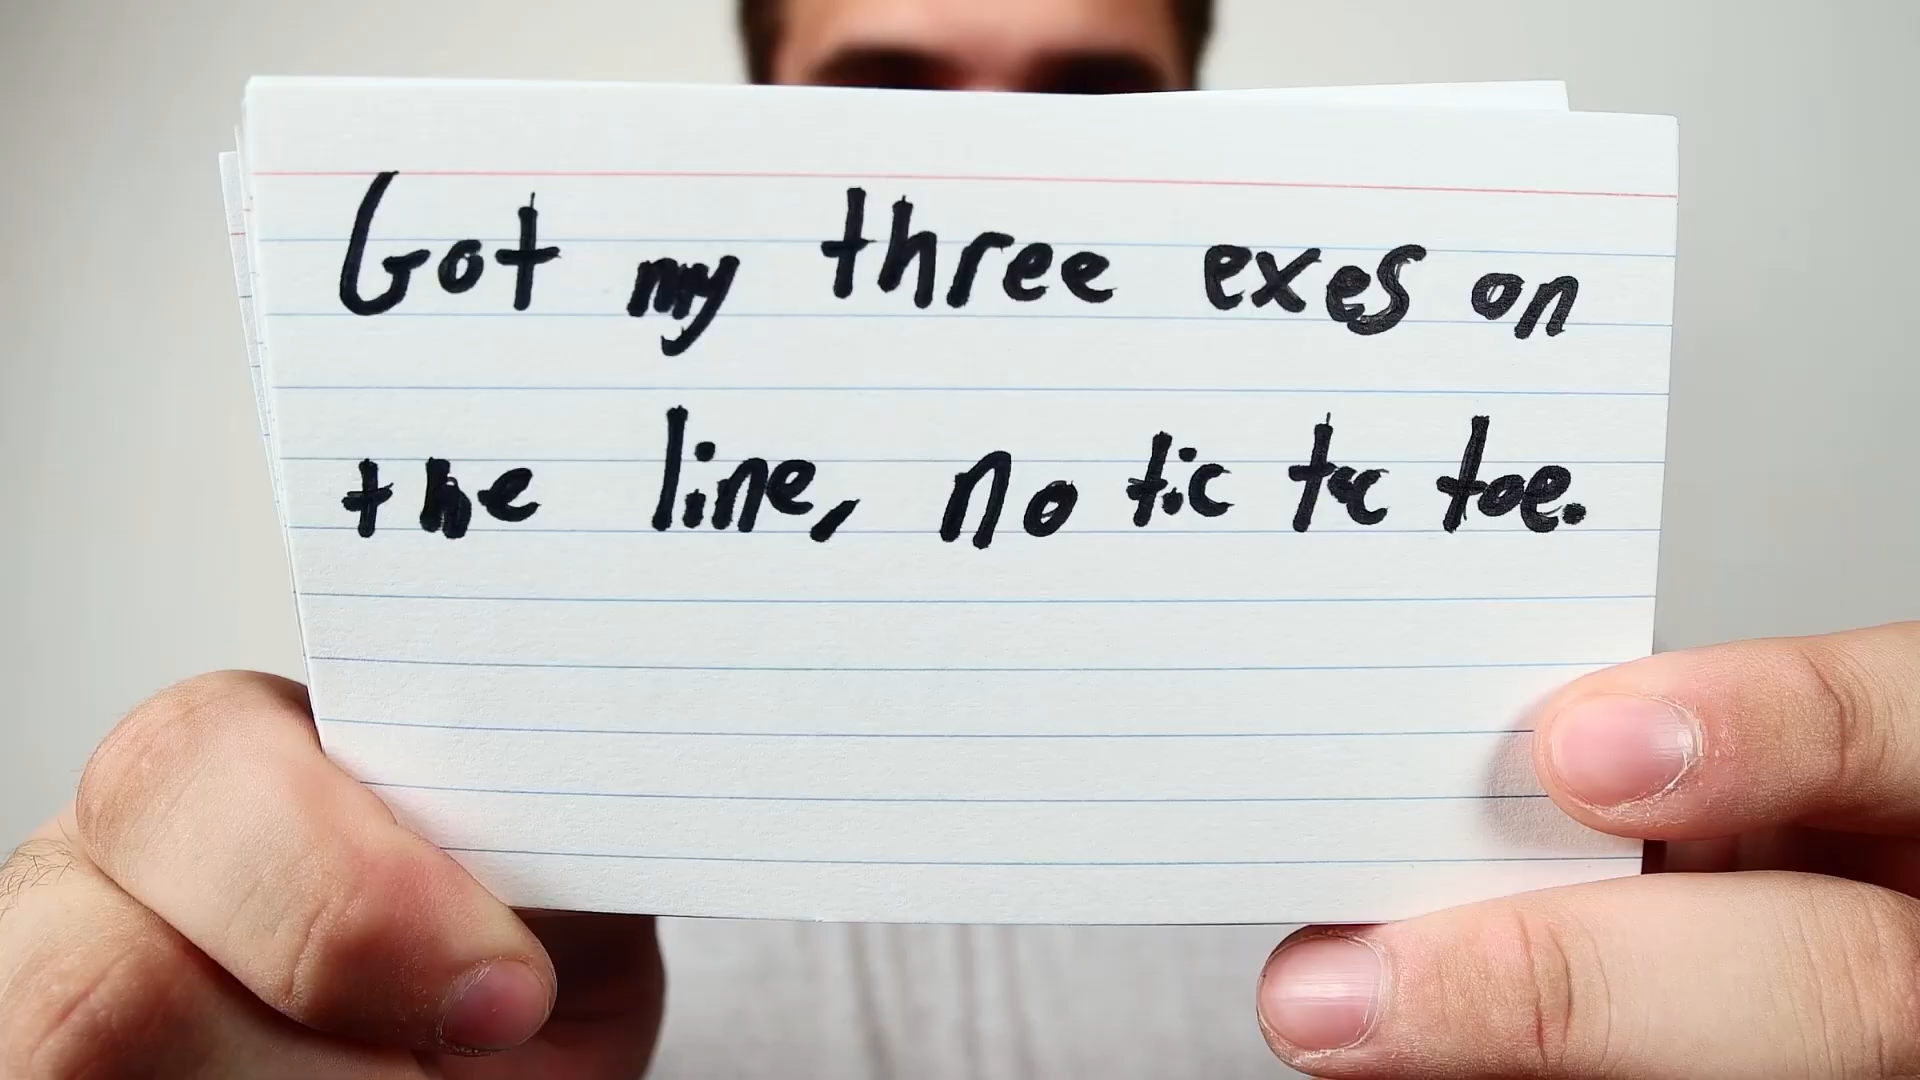 Got my three exes on
the line, no tic tac toe.